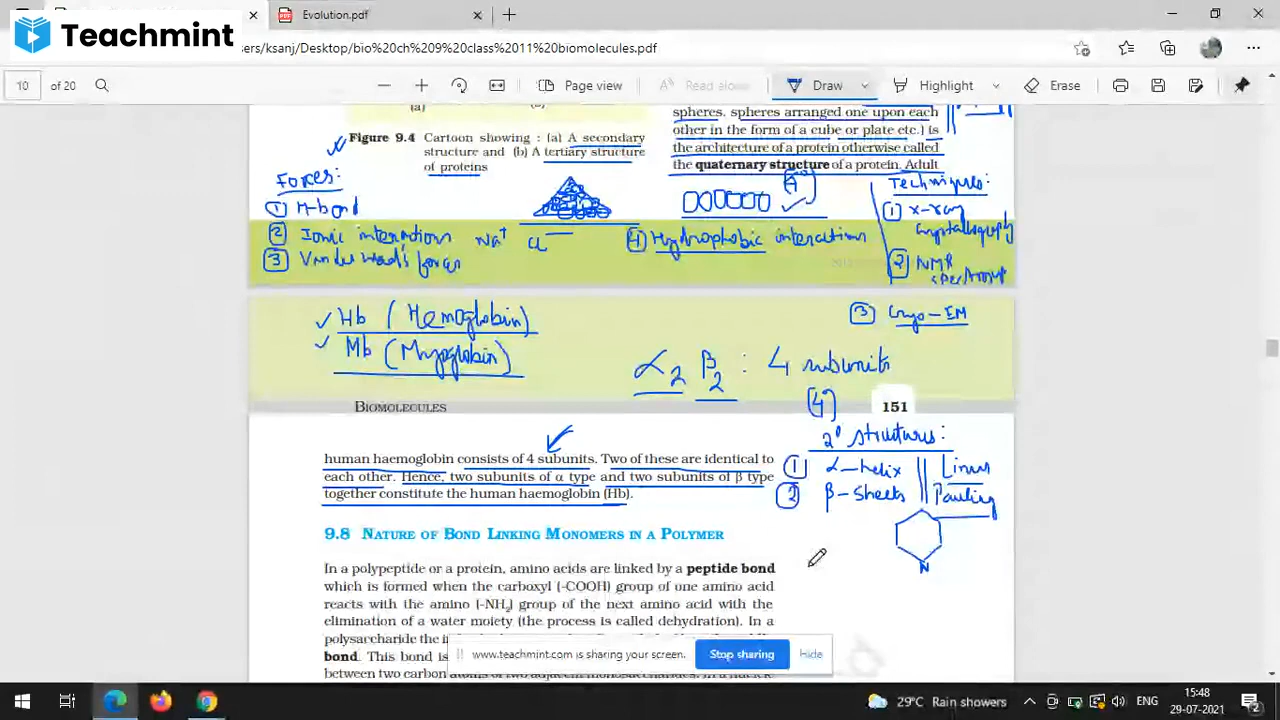 Teachmint
Evolution.pdf
ers/ksanj/Desktop/bio%20ch%209%20class%2011%20biomolecules.pdf
10 of 20
Page view
Read aloud
Draw
Highlight
Erase
(a)
spheres. spheres arranged one upon each
other in the form of a cube or plate etc.) is
the architecture of a protein otherwise called
the quaternary structure of a protein. Adult
Figure 9.4 Cartoon showing : (a) A secondary
structure and (b) A tertiary structure
of proteins
Forces:
① H-bond
② Ionic interaction Na⁺ Cl
③ Vander waal's forces
④ Hydrophobic interaction
Techniques:
① x-ray
crystallography
② NMR
③ Cryo-EM
Hb (Hemoglobin)
Mb (Myoglobin)
α₂ β₂ : 4 subunits
(4)
BIOMOLECULES
151
human haemoglobin consists of 4 subunits. Two of these are identical to
each other. Hence, two subunits of α type and two subunits of β type
together constitute the human haemoglobin (Hb).
2° structures:
① α-helix
② β-sheets
Linus
Pauling
N
9.8 NATURE OF BOND LINKING MONOMERS IN A POLYMER
In a polypeptide or a protein, amino acids are linked by a peptide bond
which is formed when the carboxyl (-COOH) group of one amino acid
reacts with the amino (-NH₂) group of the next amino acid with the
elimination of a water moiety (the process is called dehydration). In a
polysaccharide the
bond. This bond is
between two carbon atoms of two adjacent monosaccharides. In a
www.teachmint.com is sharing your screen.
Stop sharing
Hide
29°C Rain showers
ENG
15:48
29-07-2021
2